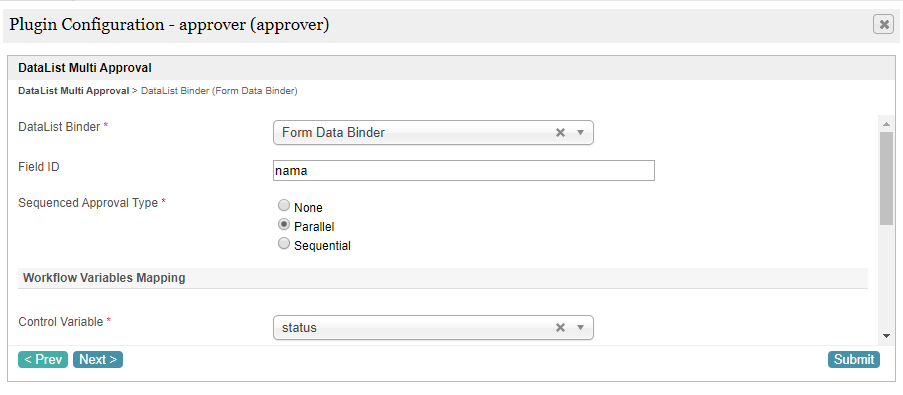 Plugin Configuration - approver (approver)
DataList Multi Approval
DataList Multi Approval > DataList Binder (Form Data Binder)
DataList Binder * Form Data Binder
Field ID nama
Sequenced Approval Type * None
Parallel
Sequential
Workflow Variables Mapping
Control Variable * status
< Prev Next > Submit